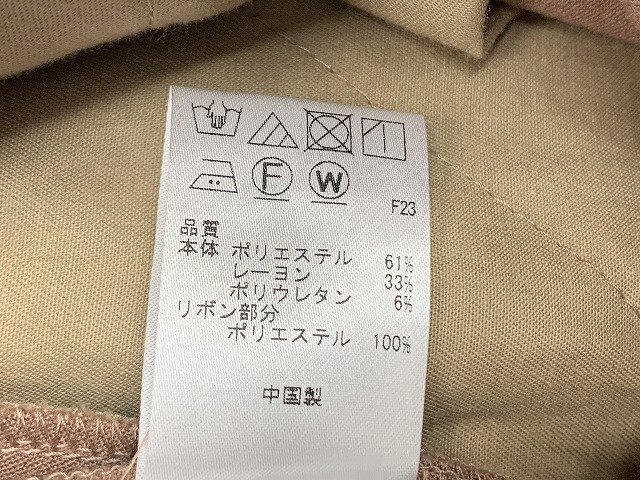 F W
F23
品質
本体 ポリエステル 61%
レーヨン 33%
ポリウレタン 6%
リボン部分
ポリエステル 100%
中国製